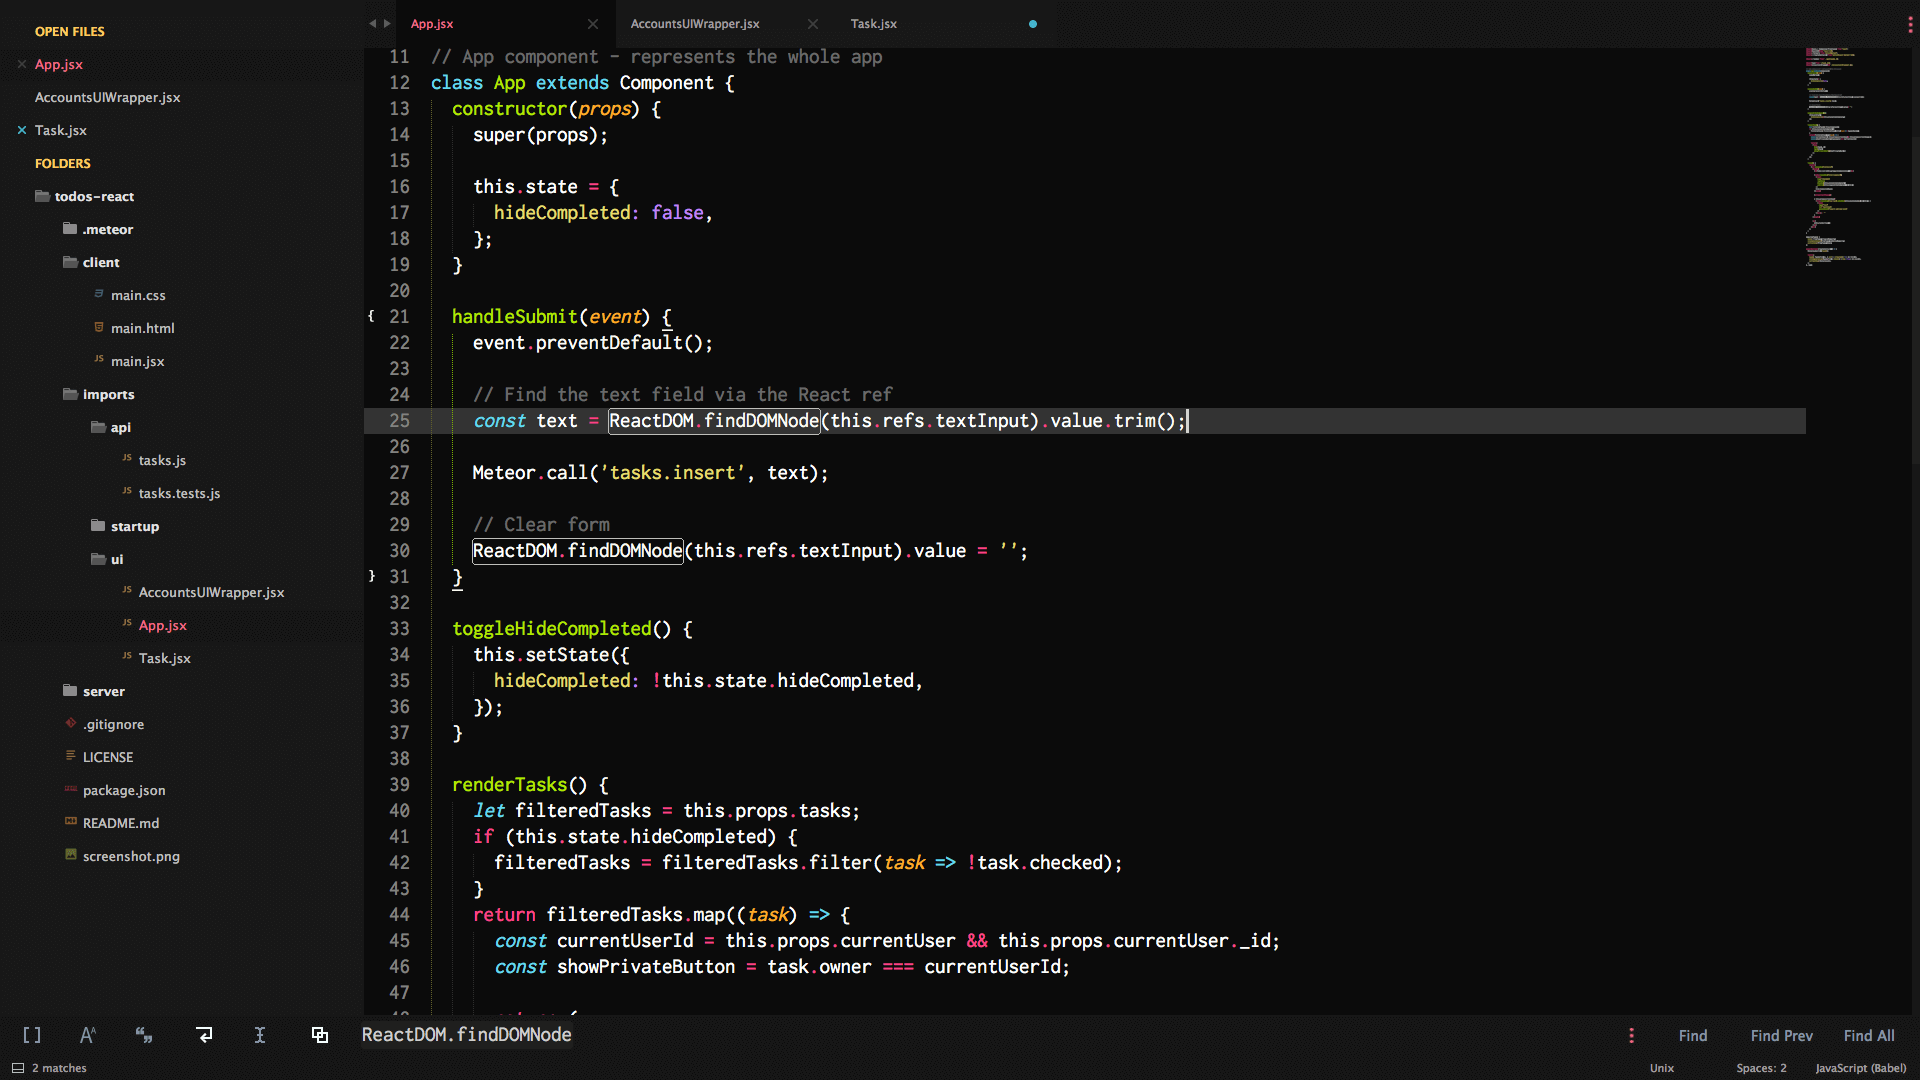 OPEN FILES
App.jsx
AccountsUIWrapper.jsx
Task.jsx
FOLDERS
todos-react
.meteor
client
main.css
main.html
JS main.jsx
imports
api
JS tasks.js
JS tasks.tests.js
startup
ui
JS AccountsUIWrapper.jsx
JS App.jsx
JS Task.jsx
server
.gitignore
LICENSE
package.json
README.md
screenshot.png
App.jsx AccountsUIWrapper.jsx Task.jsx
11 // App component - represents the whole app
12 class App extends Component {
13 constructor(props) {
14 super(props);
15
16 this.state = {
17 hideCompleted: false,
18 };
19 }
20
{ 21 handleSubmit(event) {
22 event.preventDefault();
23
24 // Find the text field via the React ref
25 const text = ReactDOM.findDOMNode(this.refs.textInput).value.trim();
26
27 Meteor.call('tasks.insert', text);
28
29 // Clear form
30 ReactDOM.findDOMNode(this.refs.textInput).value = '';
} 31 }
32
33 toggleHideCompleted() {
34 this.setState({
35 hideCompleted: !this.state.hideCompleted,
36 });
37 }
38
39 renderTasks() {
40 let filteredTasks = this.props.tasks;
41 if (this.state.hideCompleted) {
42 filteredTasks = filteredTasks.filter(task => !task.checked);
43 }
44 return filteredTasks.map((task) => {
45 const currentUserId = this.props.currentUser && this.props.currentUser._id;
46 const showPrivateButton = task.owner === currentUserId;
47
ReactDOM.findDOMNode Find Find Prev Find All
2 matches Unix Spaces: 2 JavaScript (Babel)